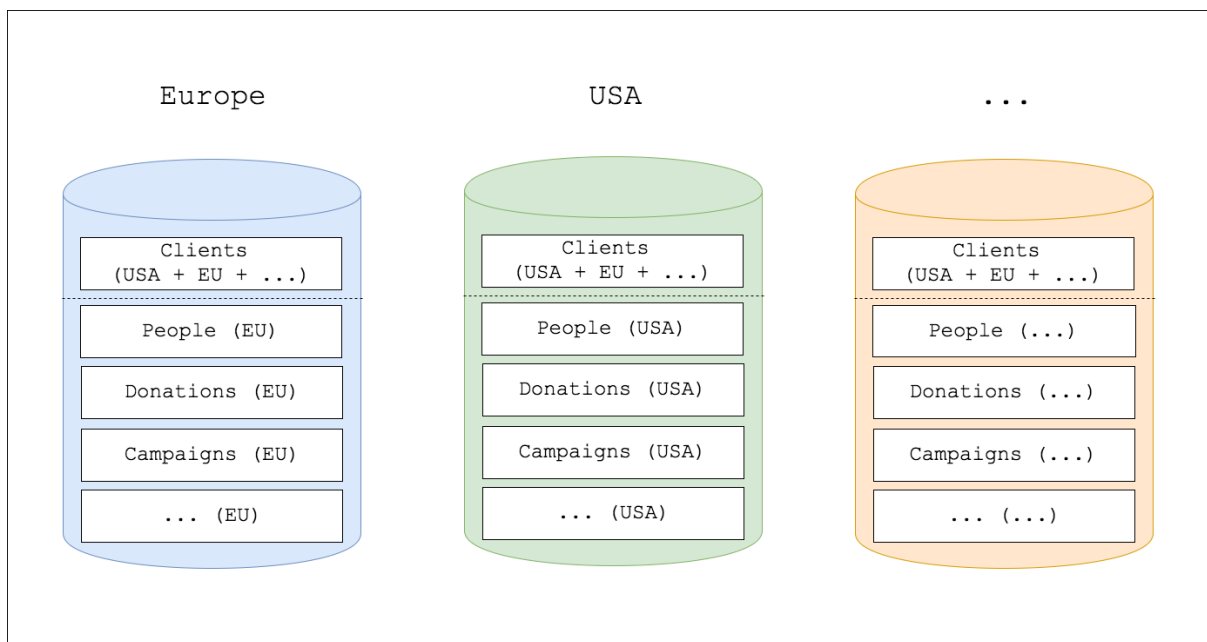 Europe
USA
...
Clients
(USA + EU + ...)
People (EU)
Donations (EU)
Campaigns (EU)
... (EU)
Clients
(USA + EU + ...)
People (USA)
Donations (USA)
Campaigns (USA)
... (USA)
Clients
(USA + EU + ...)
People (...)
Donations (...)
Campaigns (...)
... (...)